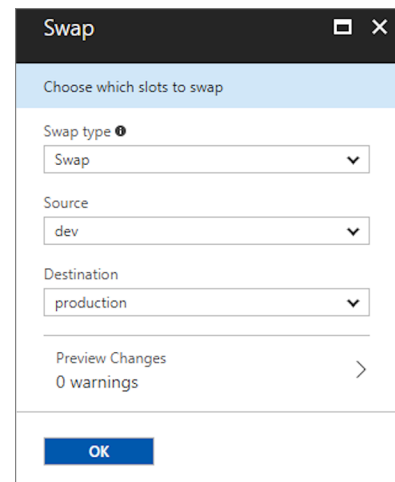 Swap
Choose which slots to swap
Swap type
Swap
Source
dev
Destination
production
Preview Changes
0 warnings
OK